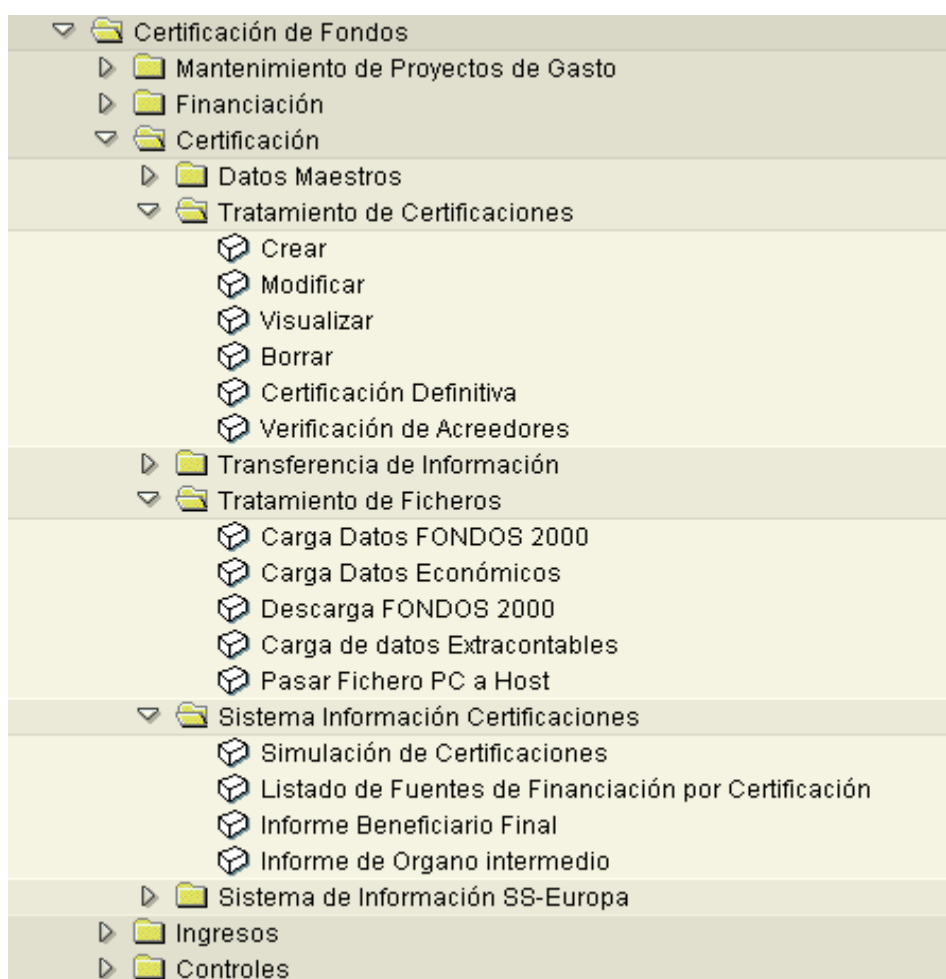 Certificación de Fondos
Mantenimiento de Proyectos de Gasto
Financiación
Certificación
Datos Maestros
Tratamiento de Certificaciones
Crear
Modificar
Visualizar
Borrar
Certificación Definitiva
Verificación de Acreedores
Transferencia de Información
Tratamiento de Ficheros
Carga Datos FONDOS 2000
Carga Datos Económicos
Descarga FONDOS 2000
Carga de datos Extracontables
Pasar Fichero PC a Host
Sistema Información Certificaciones
Simulación de Certificaciones
Listado de Fuentes de Financiación por Certificación
Informe Beneficiario Final
Informe de Organo intermedio
Sistema de Información SS-Europa
Ingresos
Controles